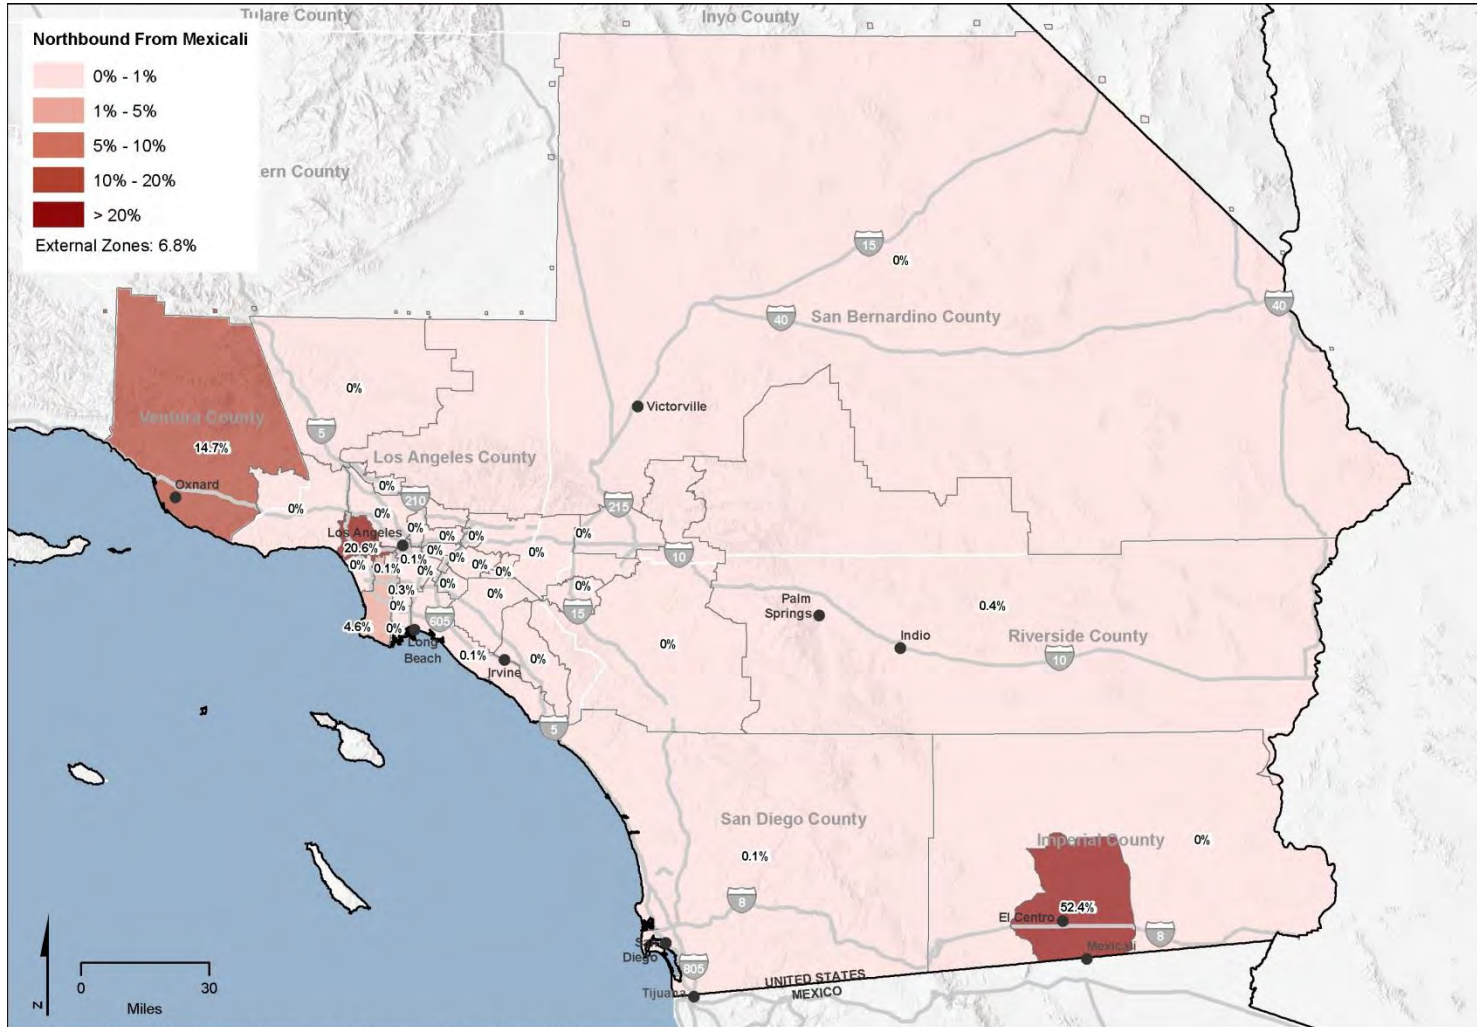 Tulare County
Inyo County
Northbound From Mexicali
0% - 1%
1% - 5%
5% - 10%
10% - 20%
> 20%
External Zones: 6.8%
ern County
15
0%
40
San Bernardino County
40
0%
Victorville
Ventura County
5
14.7%
Los Angeles County
Oxnard
0%
0%
210
215
0%
0%
0%
Los Angeles
0%
0%
0%
20.6%
0%
0%
10
0.1%
0%
0%
0.1%
0%
0%
0%
0%
0%
0.3%
0%
0%
15
0%
605
4.6%
0%
Long
Beach
0.1%
Irvine
0%
0%
5
Palm
Springs
0.4%
Indio
Riverside County
10
San Diego County
0.1%
Imperial County
0%
8
52.4%
El Centro
8
San
Diego
Mexicali
805
UNITED STATES
MEXICO
Tijuana
N
0
30
Miles